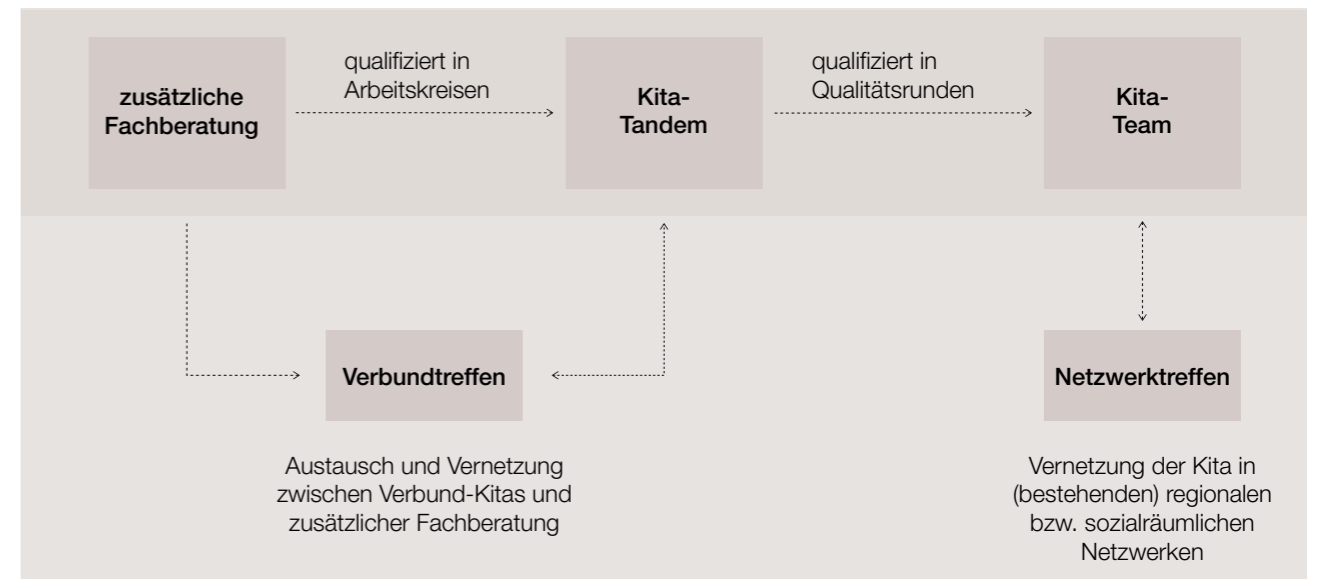 zusätzliche
Fachberatung
qualifiziert in
Arbeitskreisen
Kita-
Tandem
qualifiziert in
Qualitätsrunden
Kita-
Team
Verbundtreffen
Austausch und Vernetzung
zwischen Verbund-Kitas und
zusätzlicher Fachberatung
Netzwerktreffen
Vernetzung der Kita in
(bestehenden) regionalen
bzw. sozialräumlichen
Netzwerken